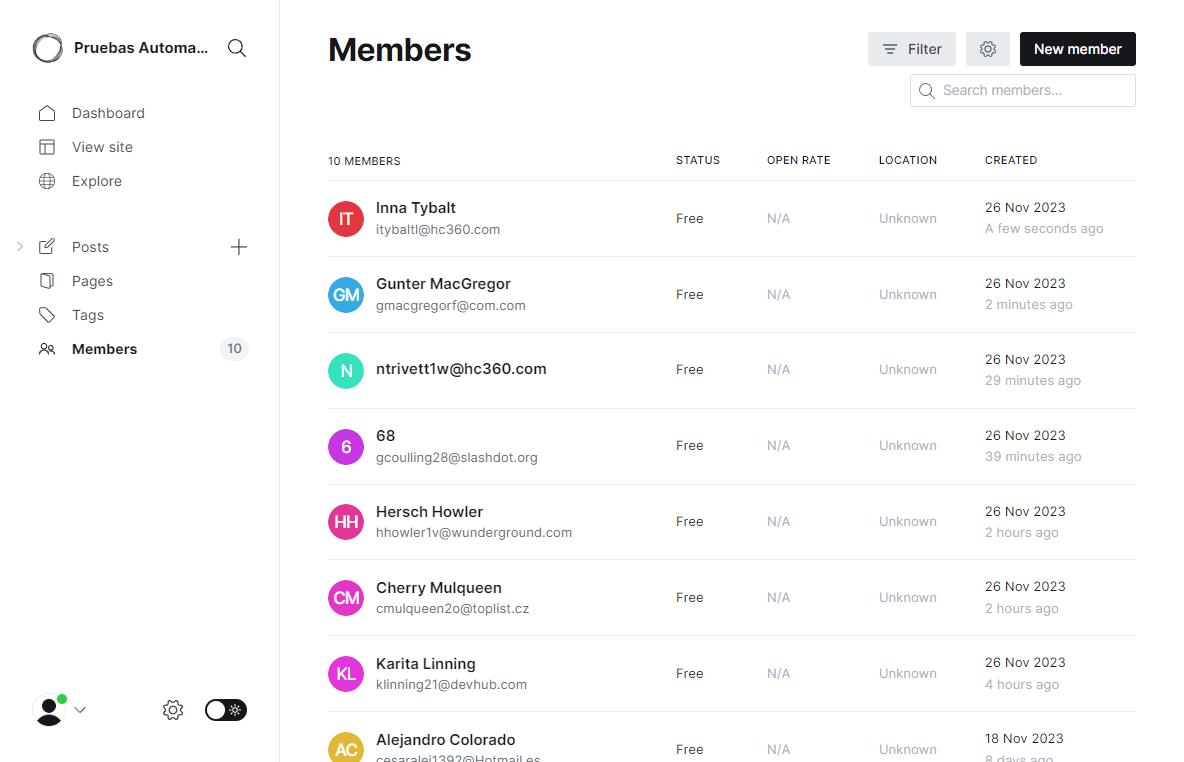 Pruebas Automa...
Dashboard
View site
Explore
Posts
Pages
Tags
Members 10
Members
Filter
New member
Search members...
10 MEMBERS STATUS OPEN RATE LOCATION CREATED
IT Inna Tybalt Free N/A Unknown 26 Nov 2023
itybaltl@hc360.com A few seconds ago
GM Gunter MacGregor Free N/A Unknown 26 Nov 2023
gmacgregorf@com.com 2 minutes ago
N ntrivett1w@hc360.com Free N/A Unknown 26 Nov 2023
29 minutes ago
6 68 Free N/A Unknown 26 Nov 2023
gcoulling28@slashdot.org 39 minutes ago
HH Hersch Howler Free N/A Unknown 26 Nov 2023
hhowler1v@wunderground.com 2 hours ago
CM Cherry Mulqueen Free N/A Unknown 26 Nov 2023
cmulqueen2o@toplist.cz 2 hours ago
KL Karita Linning Free N/A Unknown 26 Nov 2023
klinning21@devhub.com 4 hours ago
AC Alejandro Colorado Free N/A Unknown 18 Nov 2023
cesaralej1392@Hotmail.es 8 days ago